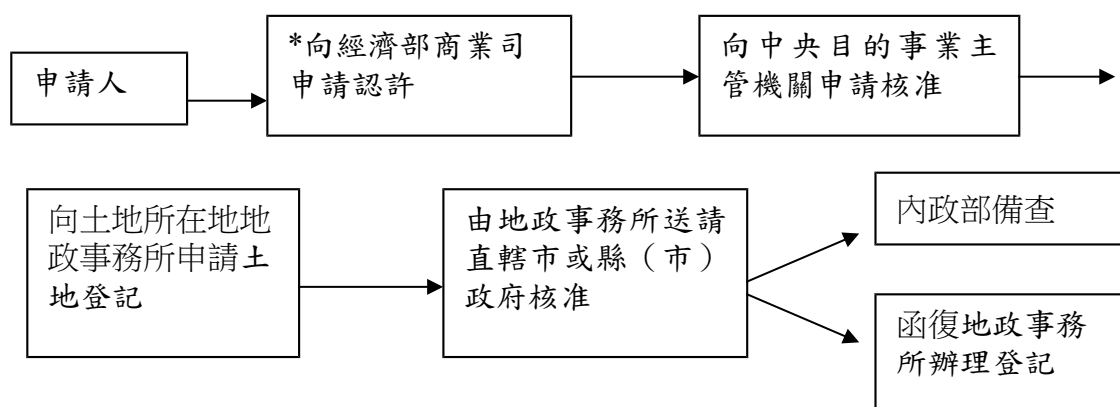 申請人
*向經濟部商業司
申請認許
向中央目的事業主
管機關申請核准
向土地所在地地
政事務所申請土
地登記
由地政事務所送請
直轄市或縣（市）
政府核准
內政部備查
函復地政事務
所辦理登記